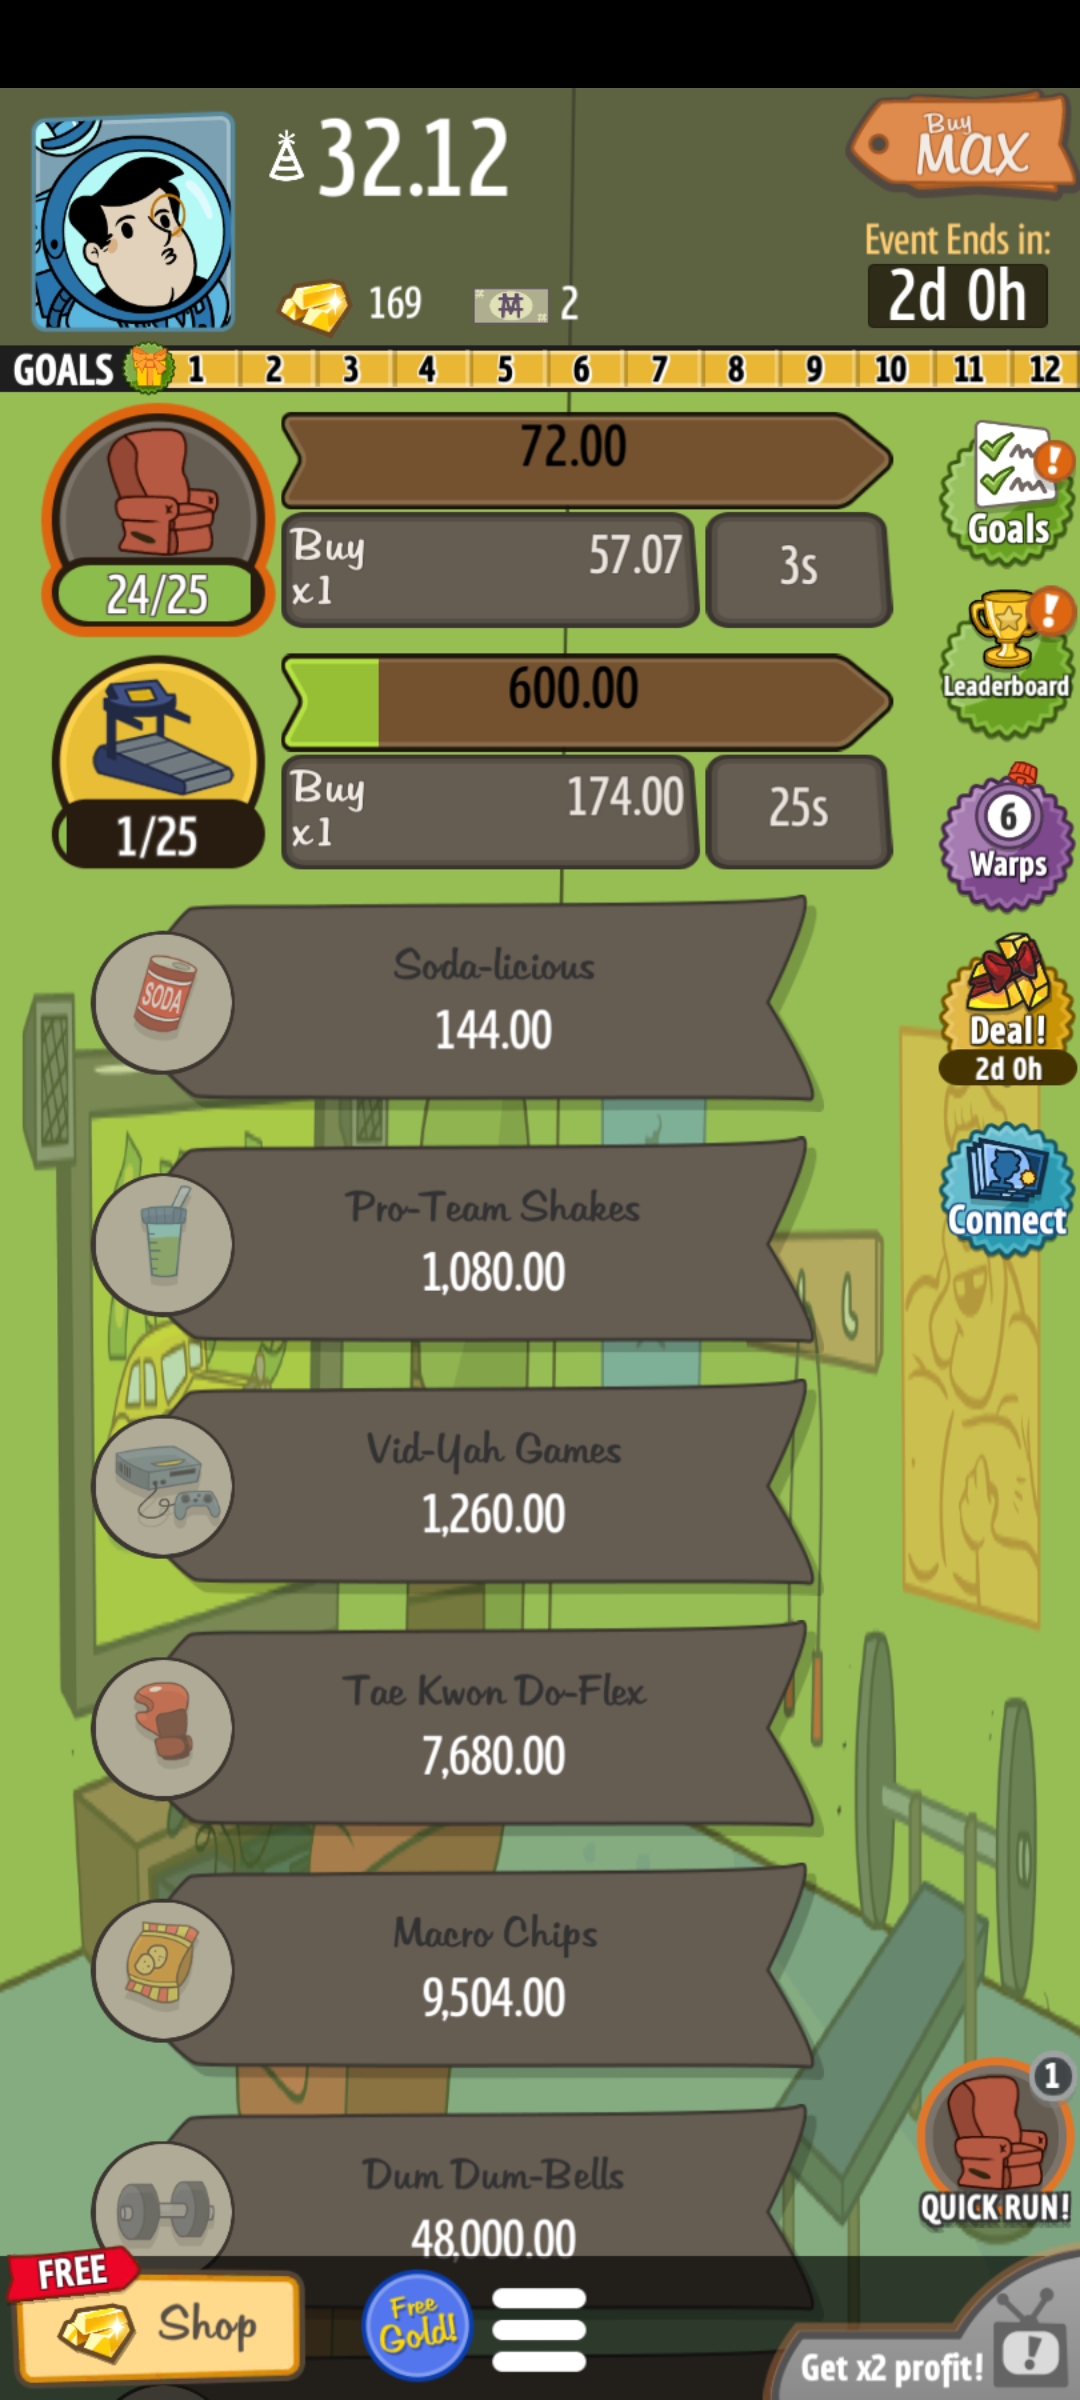 32.12
Buy
Max
Event Ends in:
2d 0h
169
2
GOALS 1 2 3 4 5 6 7 8 9 10 11 12
72.00
24/25
Buy
x1
57.07
3s
Goals
600.00
1/25
Buy
x1
174.00
25s
Leaderboard
6
Warps
Soda-licious
144.00
SODA
Deal!
2d 0h
Pro-Team Shakes
1,080.00
Connect
Vid-Yah Games
1,260.00
Tae Kwon Do-Flex
7,680.00
Macro Chips
9,504.00
1
QUICK RUN!
Dum Dum-Bells
48,000.00
FREE
Shop
Free
Gold!
Get x2 profit!